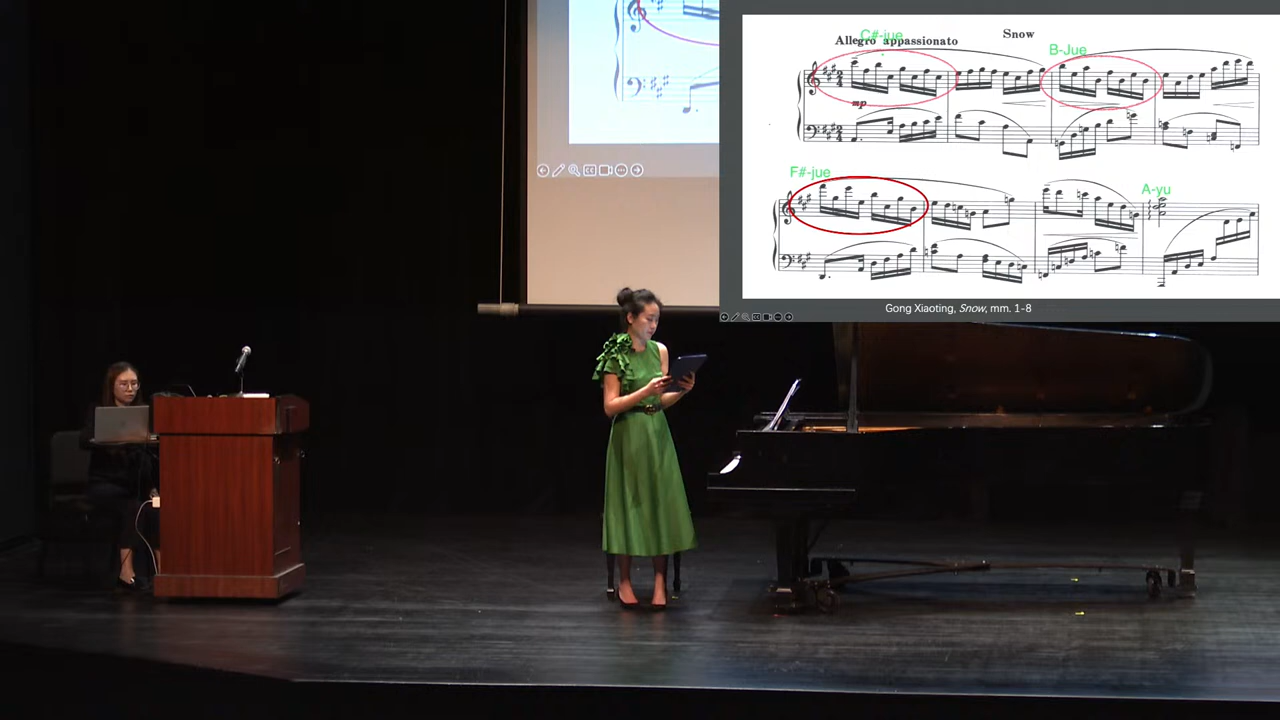 C#-jue
Snow
Allegro appassionato
B-Jue
mp
F#-jue
A-yu
Gong Xiaoting, Snow, mm. 1-8